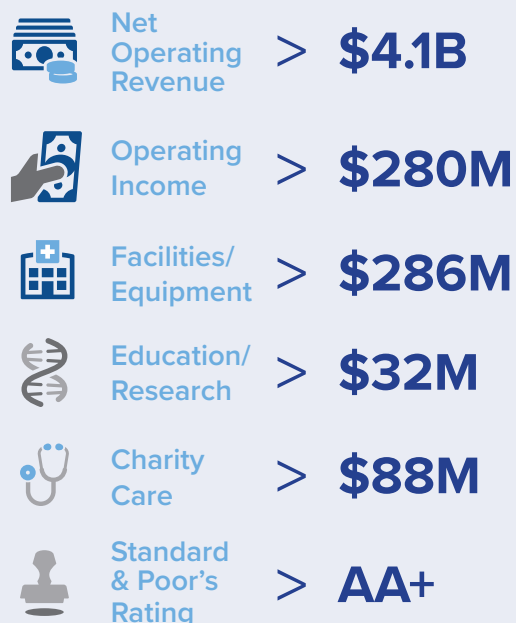 Net
Operating
Revenue
> $4.1B
Operating
Income
> $280M
Facilities/
Equipment
> $286M
Education/
Research
> $32M
Charity
Care
> $88M
Standard
& Poor's
Rating
> AA+